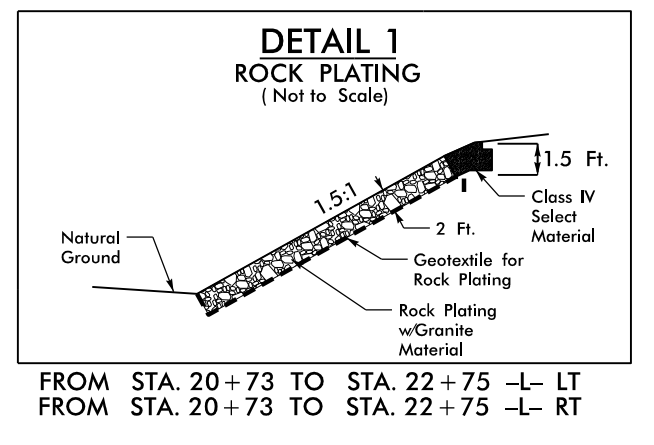 DETAIL 1
ROCK PLATING
( Not to Scale)
1.5 Ft.
1.5:1
Class IV
Select
Material
2 Ft.
Natural
Ground
Geotextile for
Rock Plating
Rock Plating
w/Granite
Material
FROM STA. 20+73 TO STA. 22+75 -L- LT
FROM STA. 20+73 TO STA. 22+75 -L- RT